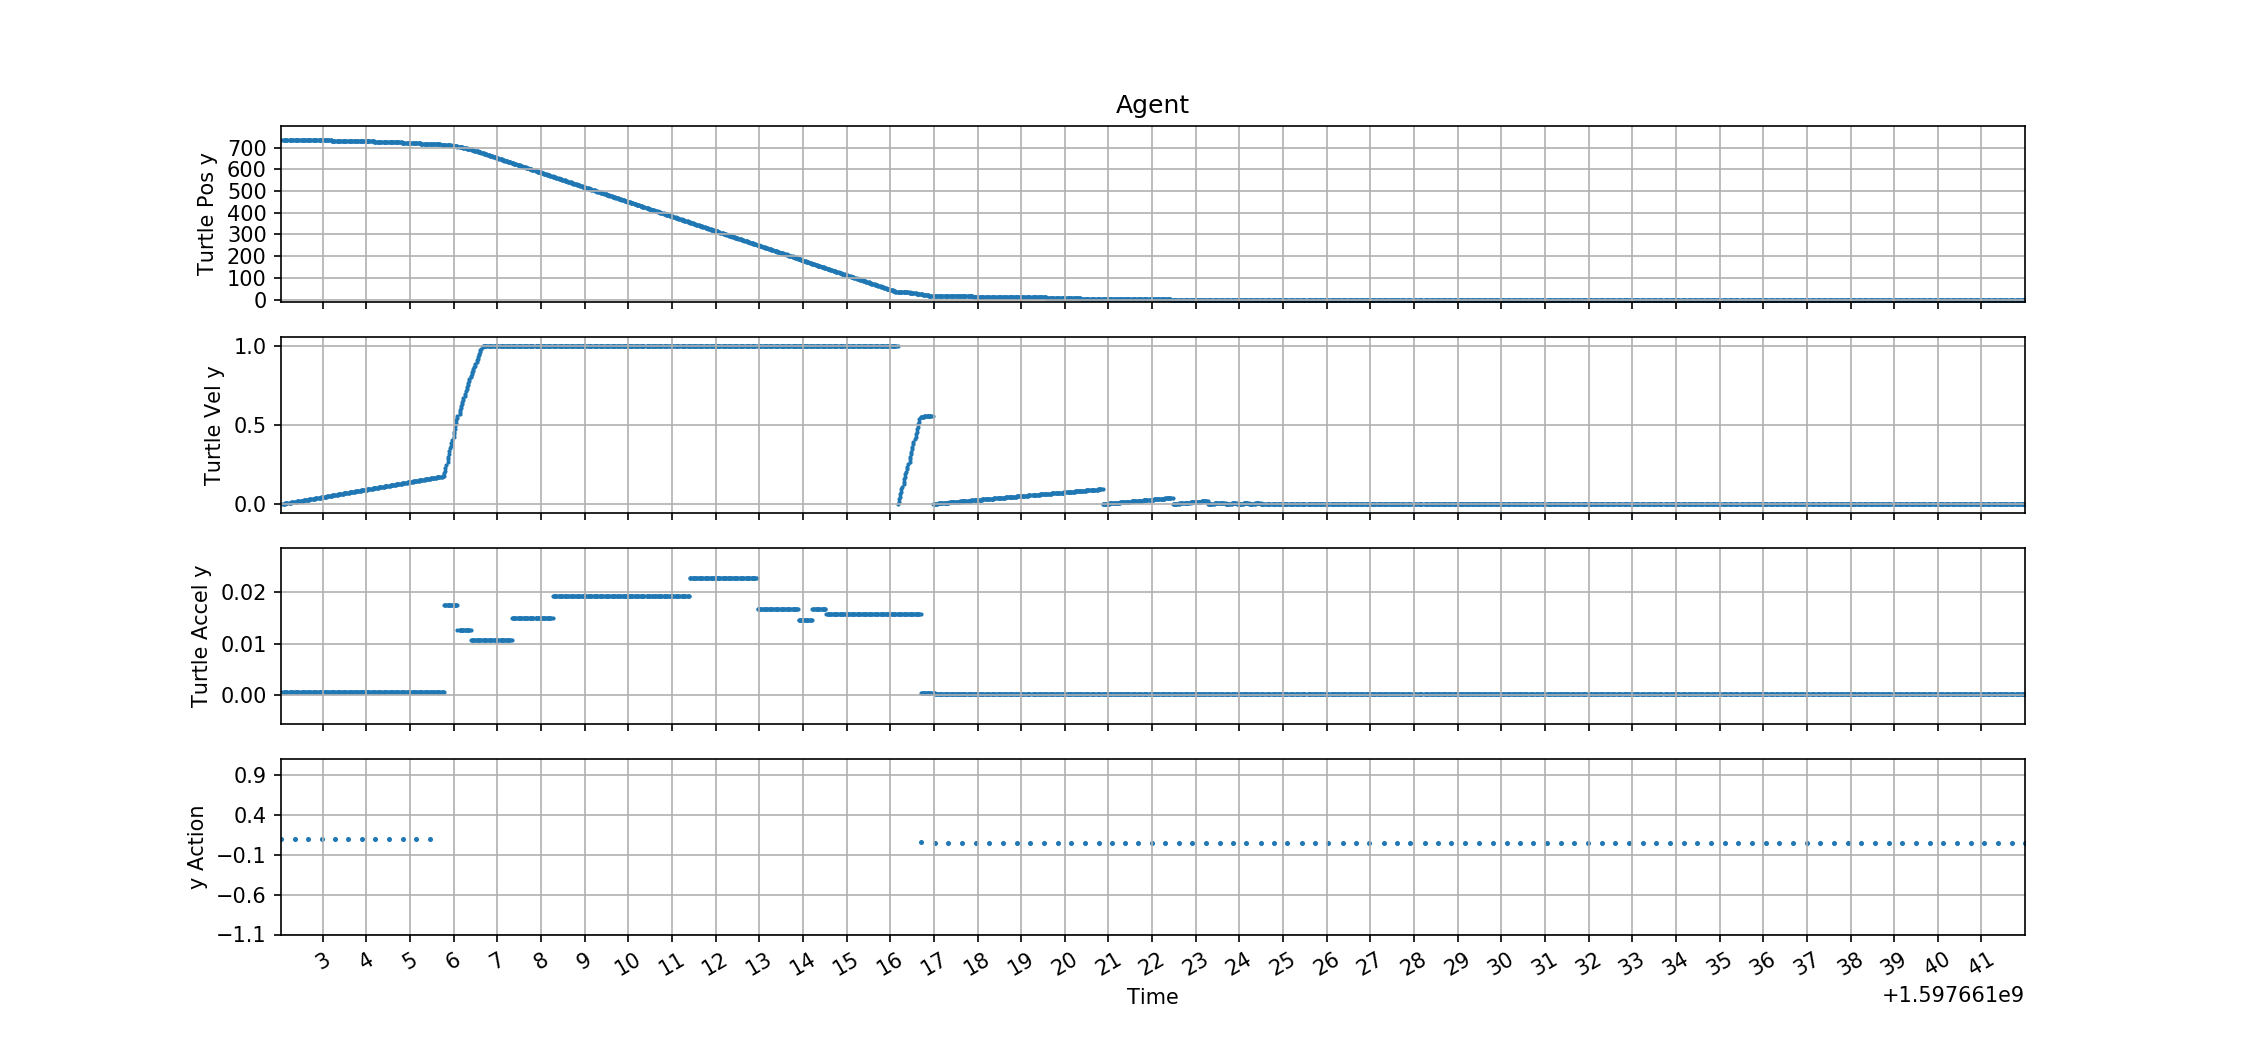 Agent
Turtle Pos y
700
600
500
400
300
200
100
0
Turtle Vel y
1.0
0.5
0.0
Turtle Accel y
0.02
0.01
0.00
y Action
0.9
0.4
−0.1
−0.6
−1.1
3 4 5 6 7 8 9 10 11 12 13 14 15 16 17 18 19 20 21 22 23 24 25 26 27 28 29 30 31 32 33 34 35 36 37 38 39 40 41
Time
+1.597661e9